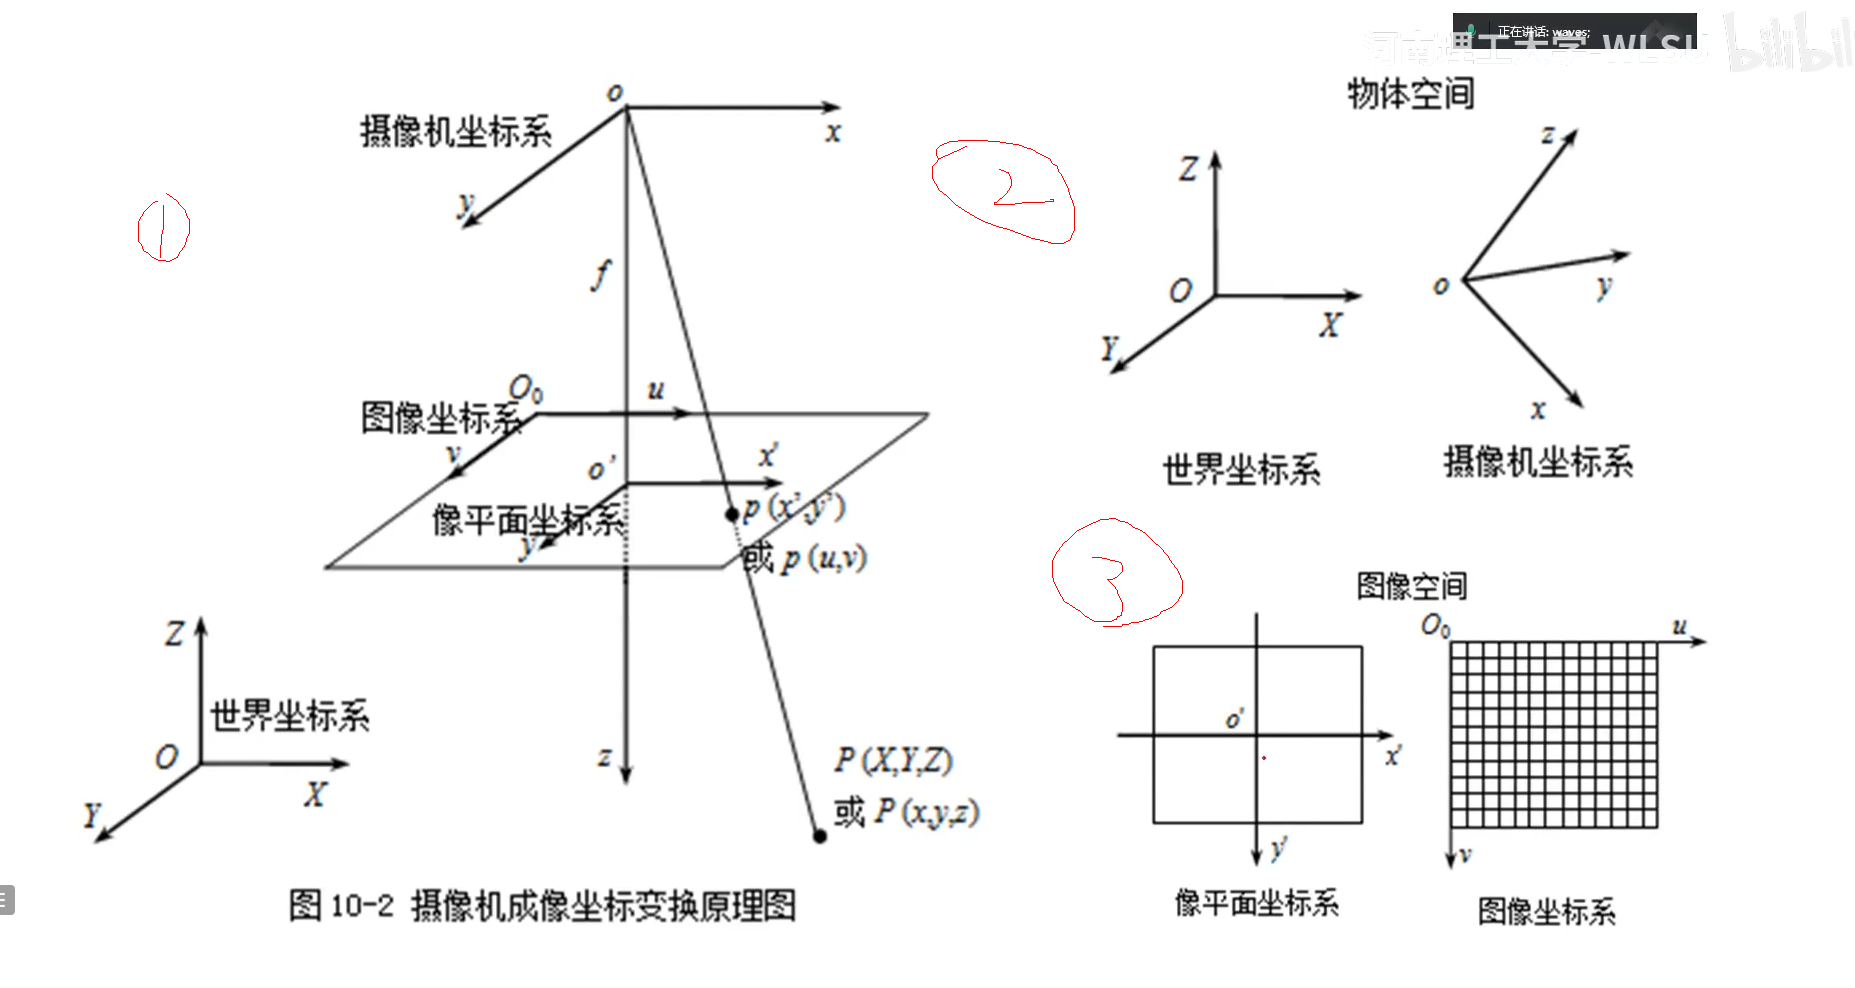 正在讲话: waves;
河南理工大学-WLSU bilibili
①
摄像机坐标系
o
x
y
f
图像坐标系
O₀
u
v
o'
x'
像平面坐标系
y'
p (x',y')
或 p (u,v)
Z
世界坐标系
O
X
Y
z
P (X,Y,Z)
或 P (x,y,z)
图 10-2 摄像机成像坐标变换原理图
2
物体空间
Z
O
X
Y
世界坐标系
z
o
y
x
摄像机坐标系
3
图像空间
o'
x'
y'
像平面坐标系
O₀
u
v
图像坐标系